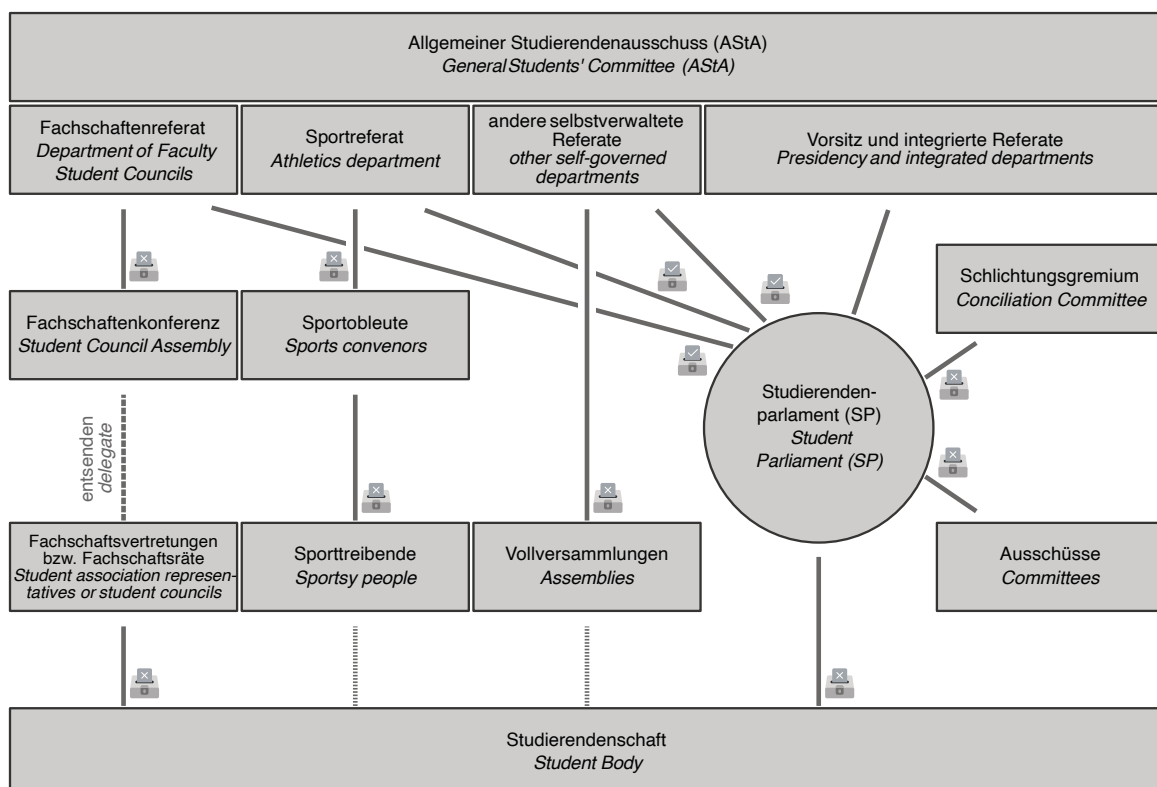 Allgemeiner Studierendenausschuss (AStA)
General Students' Committee (AStA)
Fachschaftenreferat
Department of Faculty
Student Councils
Sportreferat
Athletics department
andere selbstverwaltete
Referate
other self-governed
departments
Vorsitz und integrierte Referate
Presidency and integrated departments
Schlichtungsgremium
Conciliation Committee
Fachschaftenkonferenz
Student Council Assembly
Sportobleute
Sports convenors
Studierenden-
parlament (SP)
Student
Parliament (SP)
entsenden
delegate
Fachschaftsvertretungen
bzw. Fachschaftsräte
Student association represen-
tatives or student councils
Sporttreibende
Sportsy people
Vollversammlungen
Assemblies
Ausschüsse
Committees
Studierendenschaft
Student Body